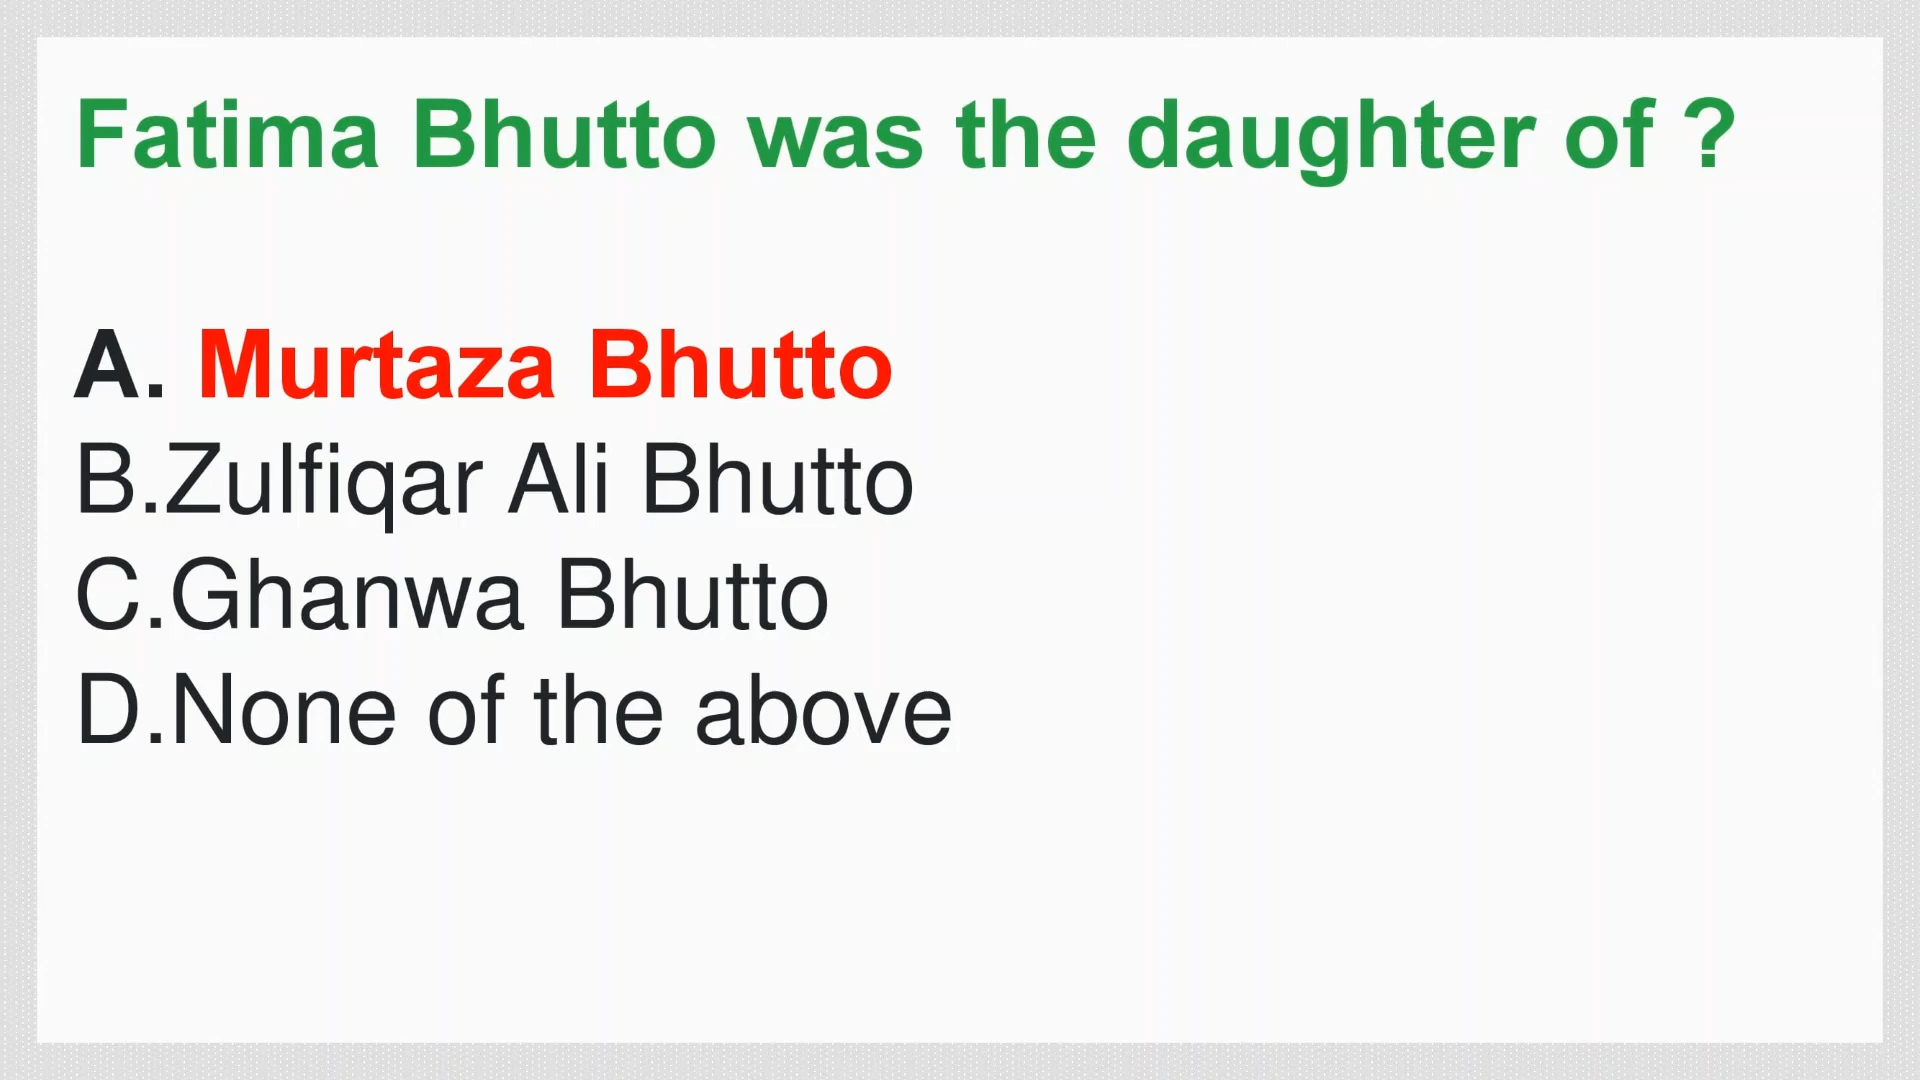 Fatima Bhutto was the daughter of ?
A. Murtaza Bhutto
B.Zulfiqar Ali Bhutto
C.Ghanwa Bhutto
D.None of the above